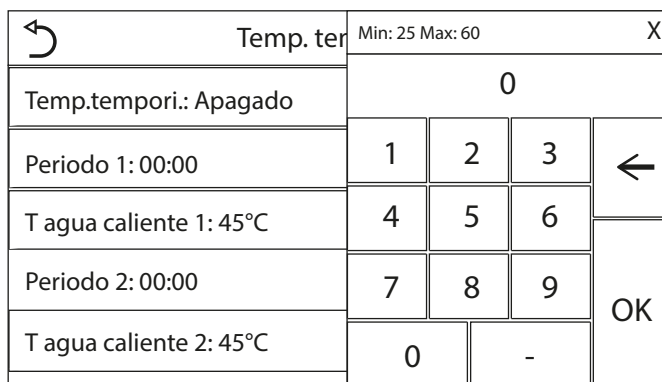 Temp. ter
Temp.tempori.: Apagado
Periodo 1: 00:00
T agua caliente 1: 45°C
Periodo 2: 00:00
T agua caliente 2: 45°C
Min: 25 Max: 60 X
0
1 2 3 ←
4 5 6
7 8 9 OK
0 -